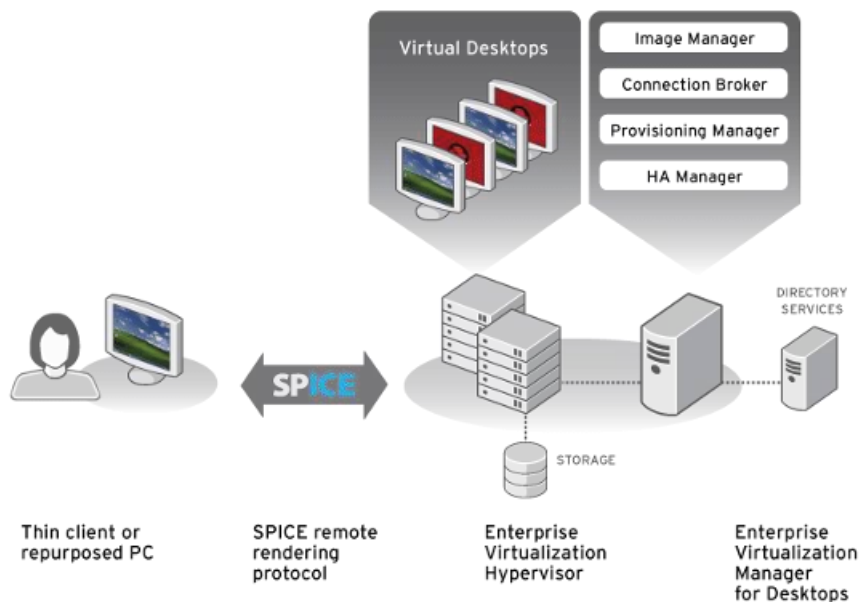 Virtual Desktops
Image Manager
Connection Broker
Provisioning Manager
HA Manager
DIRECTORY
SERVICES
SPICE
STORAGE
Thin client or
repurposed PC
SPICE remote
rendering
protocol
Enterprise
Virtualization
Hypervisor
Enterprise
Virtualization
Manager
for Desktops